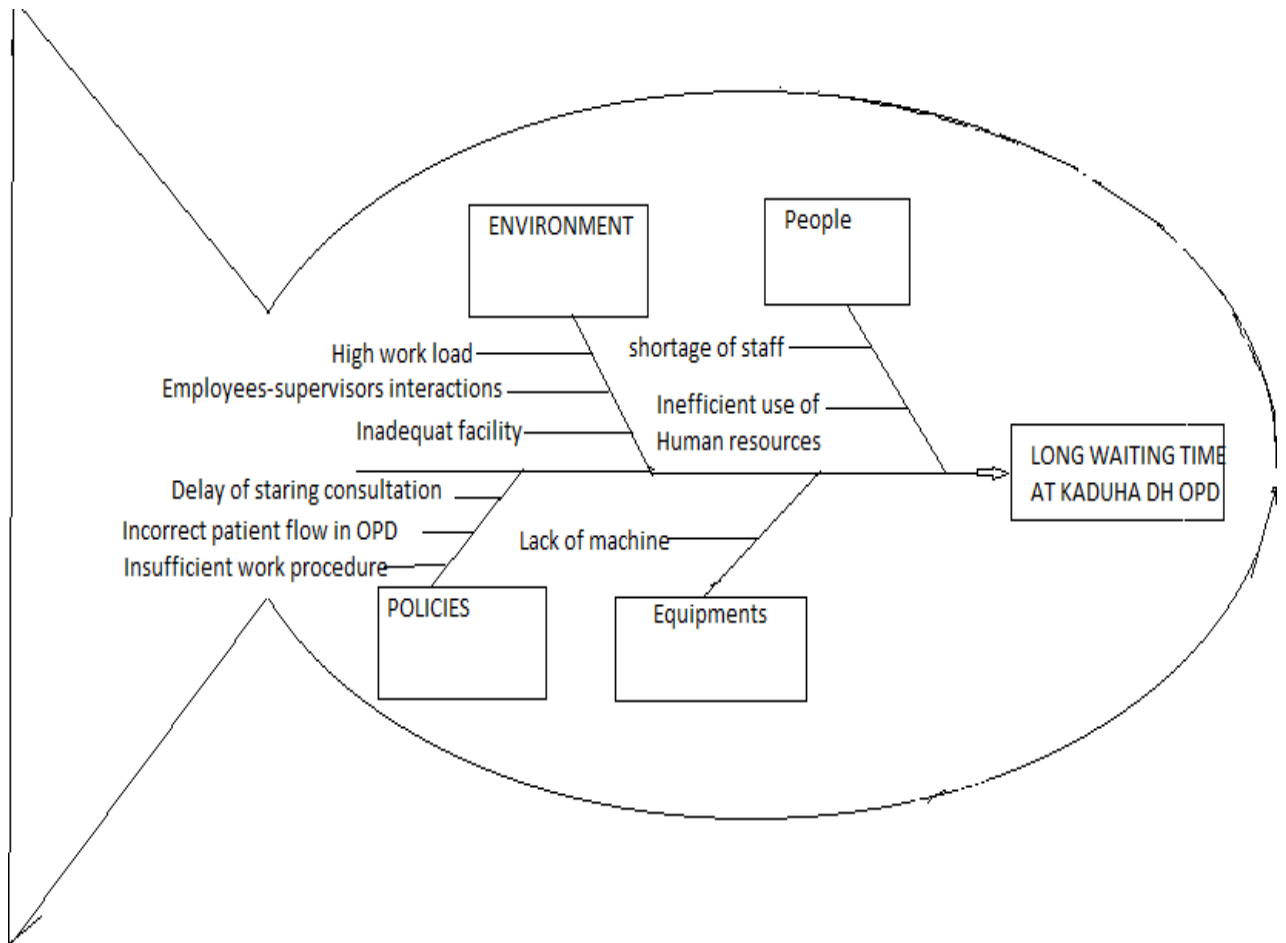 ENVIRONMENT
People
High work load
Employees-supervisors interactions
Inadequat facility
shortage of staff
Inefficient use of
Human resources
LONG WAITING TIME
AT KADUHA DH OPD
Delay of staring consultation
Incorrect patient flow in OPD
Insufficient work procedure
Lack of machine
POLICIES
Equipments